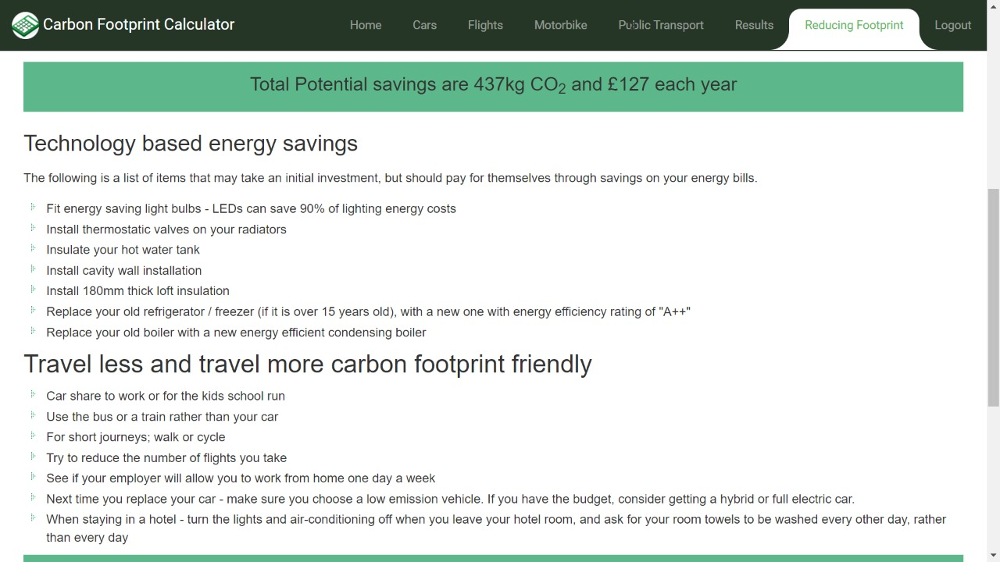 Carbon Footprint Calculator
Home Cars Flights Motorbike Public Transport Results Reducing Footprint Logout
Total Potential savings are 437kg CO2 and £127 each year
Technology based energy savings
The following is a list of items that may take an initial investment, but should pay for themselves through savings on your energy bills.
Fit energy saving light bulbs - LEDs can save 90% of lighting energy costs
Install thermostatic valves on your radiators
Insulate your hot water tank
Install cavity wall installation
Install 180mm thick loft insulation
Replace your old refrigerator / freezer (if it is over 15 years old), with a new one with energy efficiency rating of "A++"
Replace your old boiler with a new energy efficient condensing boiler
Travel less and travel more carbon footprint friendly
Car share to work or for the kids school run
Use the bus or a train rather than your car
For short journeys; walk or cycle
Try to reduce the number of flights you take
See if your employer will allow you to work from home one day a week
Next time you replace your car - make sure you choose a low emission vehicle. If you have the budget, consider getting a hybrid or full electric car.
When staying in a hotel - turn the lights and air-conditioning off when you leave your hotel room, and ask for your room towels to be washed every other day, rather
than every day